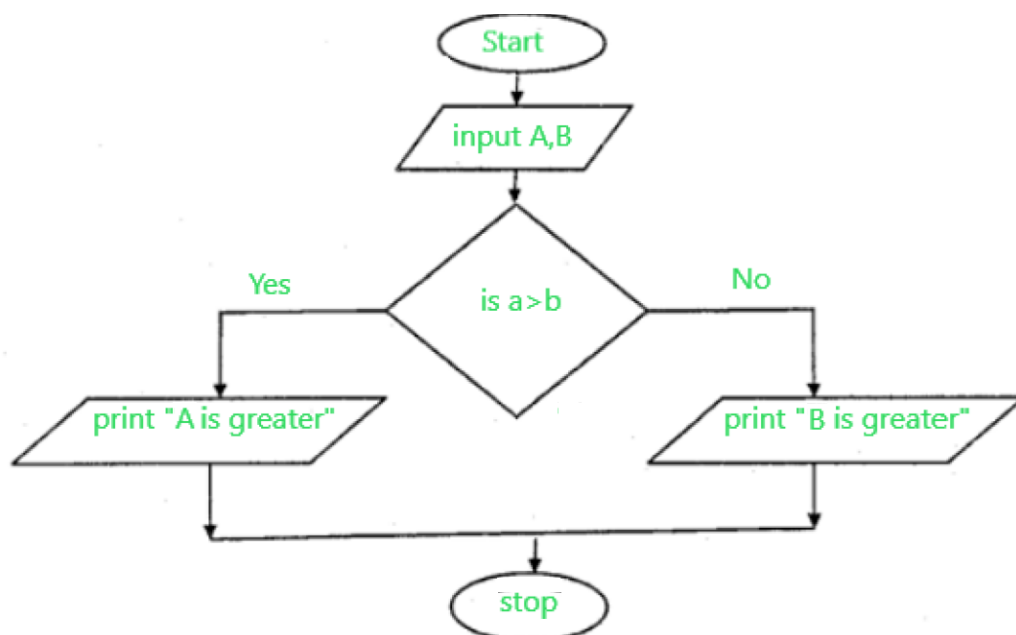 Start
input A,B
is a>b
Yes
No
print "A is greater"
print "B is greater"
stop